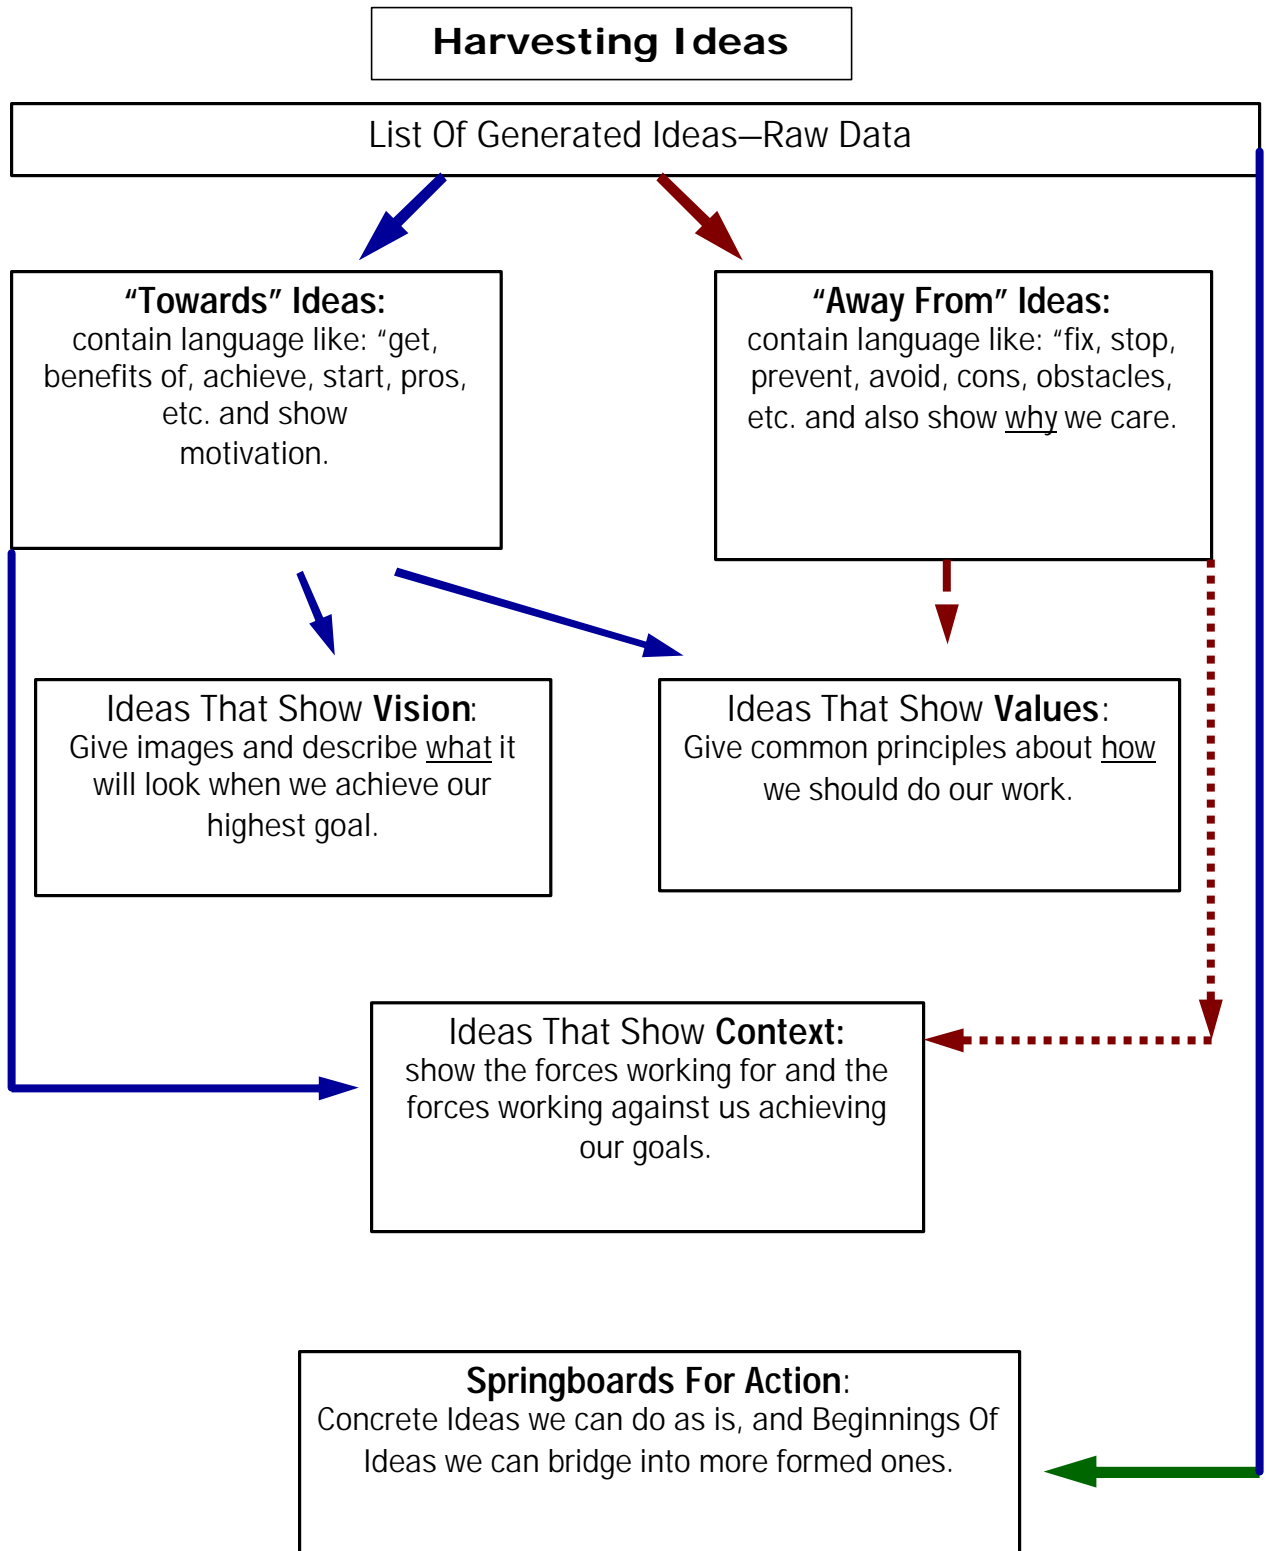 Harvesting Ideas
List Of Generated Ideas—Raw Data
“Towards” Ideas:
contain language like: “get,
benefits of, achieve, start, pros,
etc. and show
motivation.
“Away From” Ideas:
contain language like: “fix, stop,
prevent, avoid, cons, obstacles,
etc. and also show why we care.
Ideas That Show Vision:
Give images and describe what it
will look when we achieve our
highest goal.
Ideas That Show Values:
Give common principles about how
we should do our work.
Ideas That Show Context:
show the forces working for and the
forces working against us achieving
our goals.
Springboards For Action:
Concrete Ideas we can do as is, and Beginnings Of
Ideas we can bridge into more formed ones.